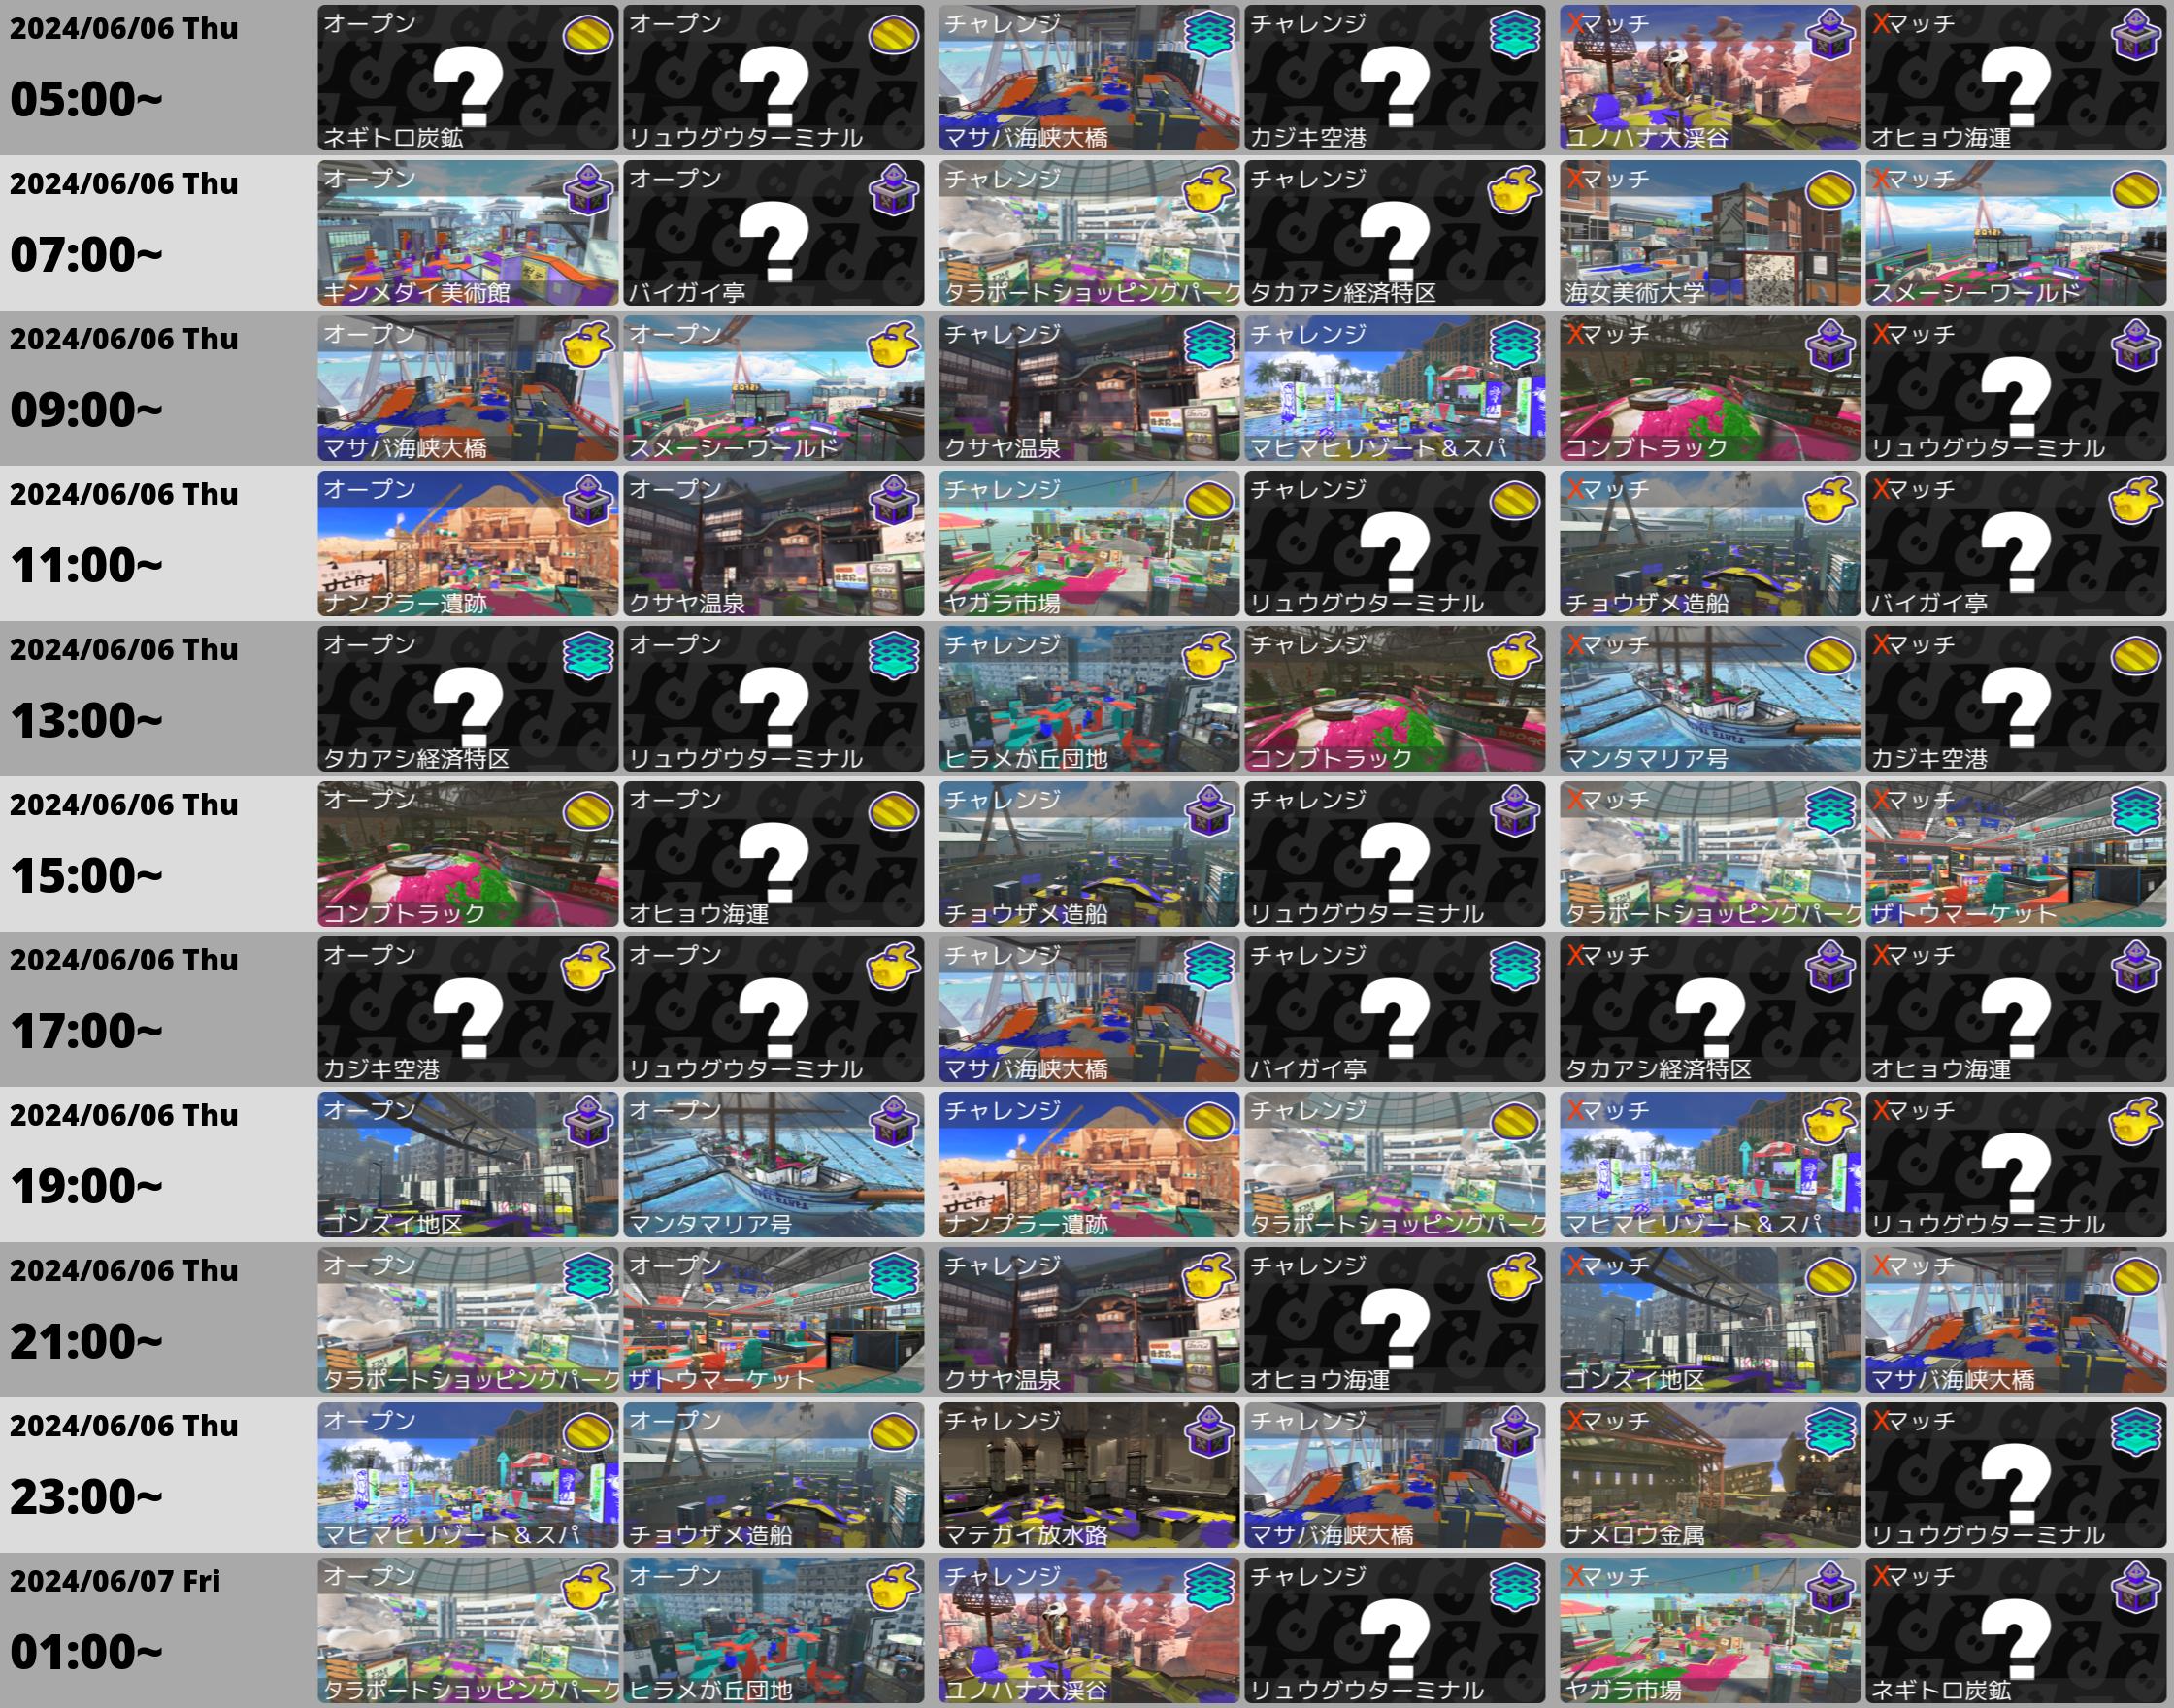 2024/06/06 Thu
05:00~
オープン
ネギトロ炭鉱
オープン
リュウグウターミナル
チャレンジ
マサバ海峡大橋
チャレンジ
カジキ空港
Xマッチ
ユノハナ大渓谷
Xマッチ
オヒョウ海運
2024/06/06 Thu
07:00~
オープン
キンメダイ美術館
オープン
バイガイ亭
チャレンジ
タラポートショッピングパーク
チャレンジ
タカアシ経済特区
Xマッチ
海女美術大学
Xマッチ
スメーシーワールド
2024/06/06 Thu
09:00~
オープン
マサバ海峡大橋
オープン
スメーシーワールド
チャレンジ
クサヤ温泉
チャレンジ
マヒマヒリゾート&スパ
Xマッチ
コンブトラック
Xマッチ
リュウグウターミナル
2024/06/06 Thu
11:00~
オープン
ナンプラー遺跡
オープン
クサヤ温泉
チャレンジ
ヤガラ市場
チャレンジ
リュウグウターミナル
Xマッチ
チョウザメ造船
Xマッチ
バイガイ亭
2024/06/06 Thu
13:00~
オープン
タカアシ経済特区
オープン
リュウグウターミナル
チャレンジ
ヒラメが丘団地
チャレンジ
コンブトラック
Xマッチ
マンタマリア号
Xマッチ
カジキ空港
2024/06/06 Thu
15:00~
オープン
コンブトラック
オープン
オヒョウ海運
チャレンジ
チョウザメ造船
チャレンジ
リュウグウターミナル
Xマッチ
タラポートショッピングパーク
Xマッチ
ザトウマーケット
2024/06/06 Thu
17:00~
オープン
カジキ空港
オープン
リュウグウターミナル
チャレンジ
マサバ海峡大橋
チャレンジ
バイガイ亭
Xマッチ
タカアシ経済特区
Xマッチ
オヒョウ海運
2024/06/06 Thu
19:00~
オープン
ゴンズイ地区
オープン
マンタマリア号
チャレンジ
ナンプラー遺跡
チャレンジ
タラポートショッピングパーク
Xマッチ
マヒマヒリゾート&スパ
Xマッチ
リュウグウターミナル
2024/06/06 Thu
21:00~
オープン
タラポートショッピングパーク
オープン
ザトウマーケット
チャレンジ
クサヤ温泉
チャレンジ
オヒョウ海運
Xマッチ
ゴンズイ地区
Xマッチ
マサバ海峡大橋
2024/06/06 Thu
23:00~
オープン
マヒマヒリゾート&スパ
オープン
チョウザメ造船
チャレンジ
マテガイ放水路
チャレンジ
マサバ海峡大橋
Xマッチ
ナメロウ金属
Xマッチ
リュウグウターミナル
2024/06/07 Fri
01:00~
オープン
タラポートショッピングパーク
オープン
ヒラメが丘団地
チャレンジ
ユノハナ大渓谷
チャレンジ
リュウグウターミナル
Xマッチ
ヤガラ市場
Xマッチ
ネギトロ炭鉱